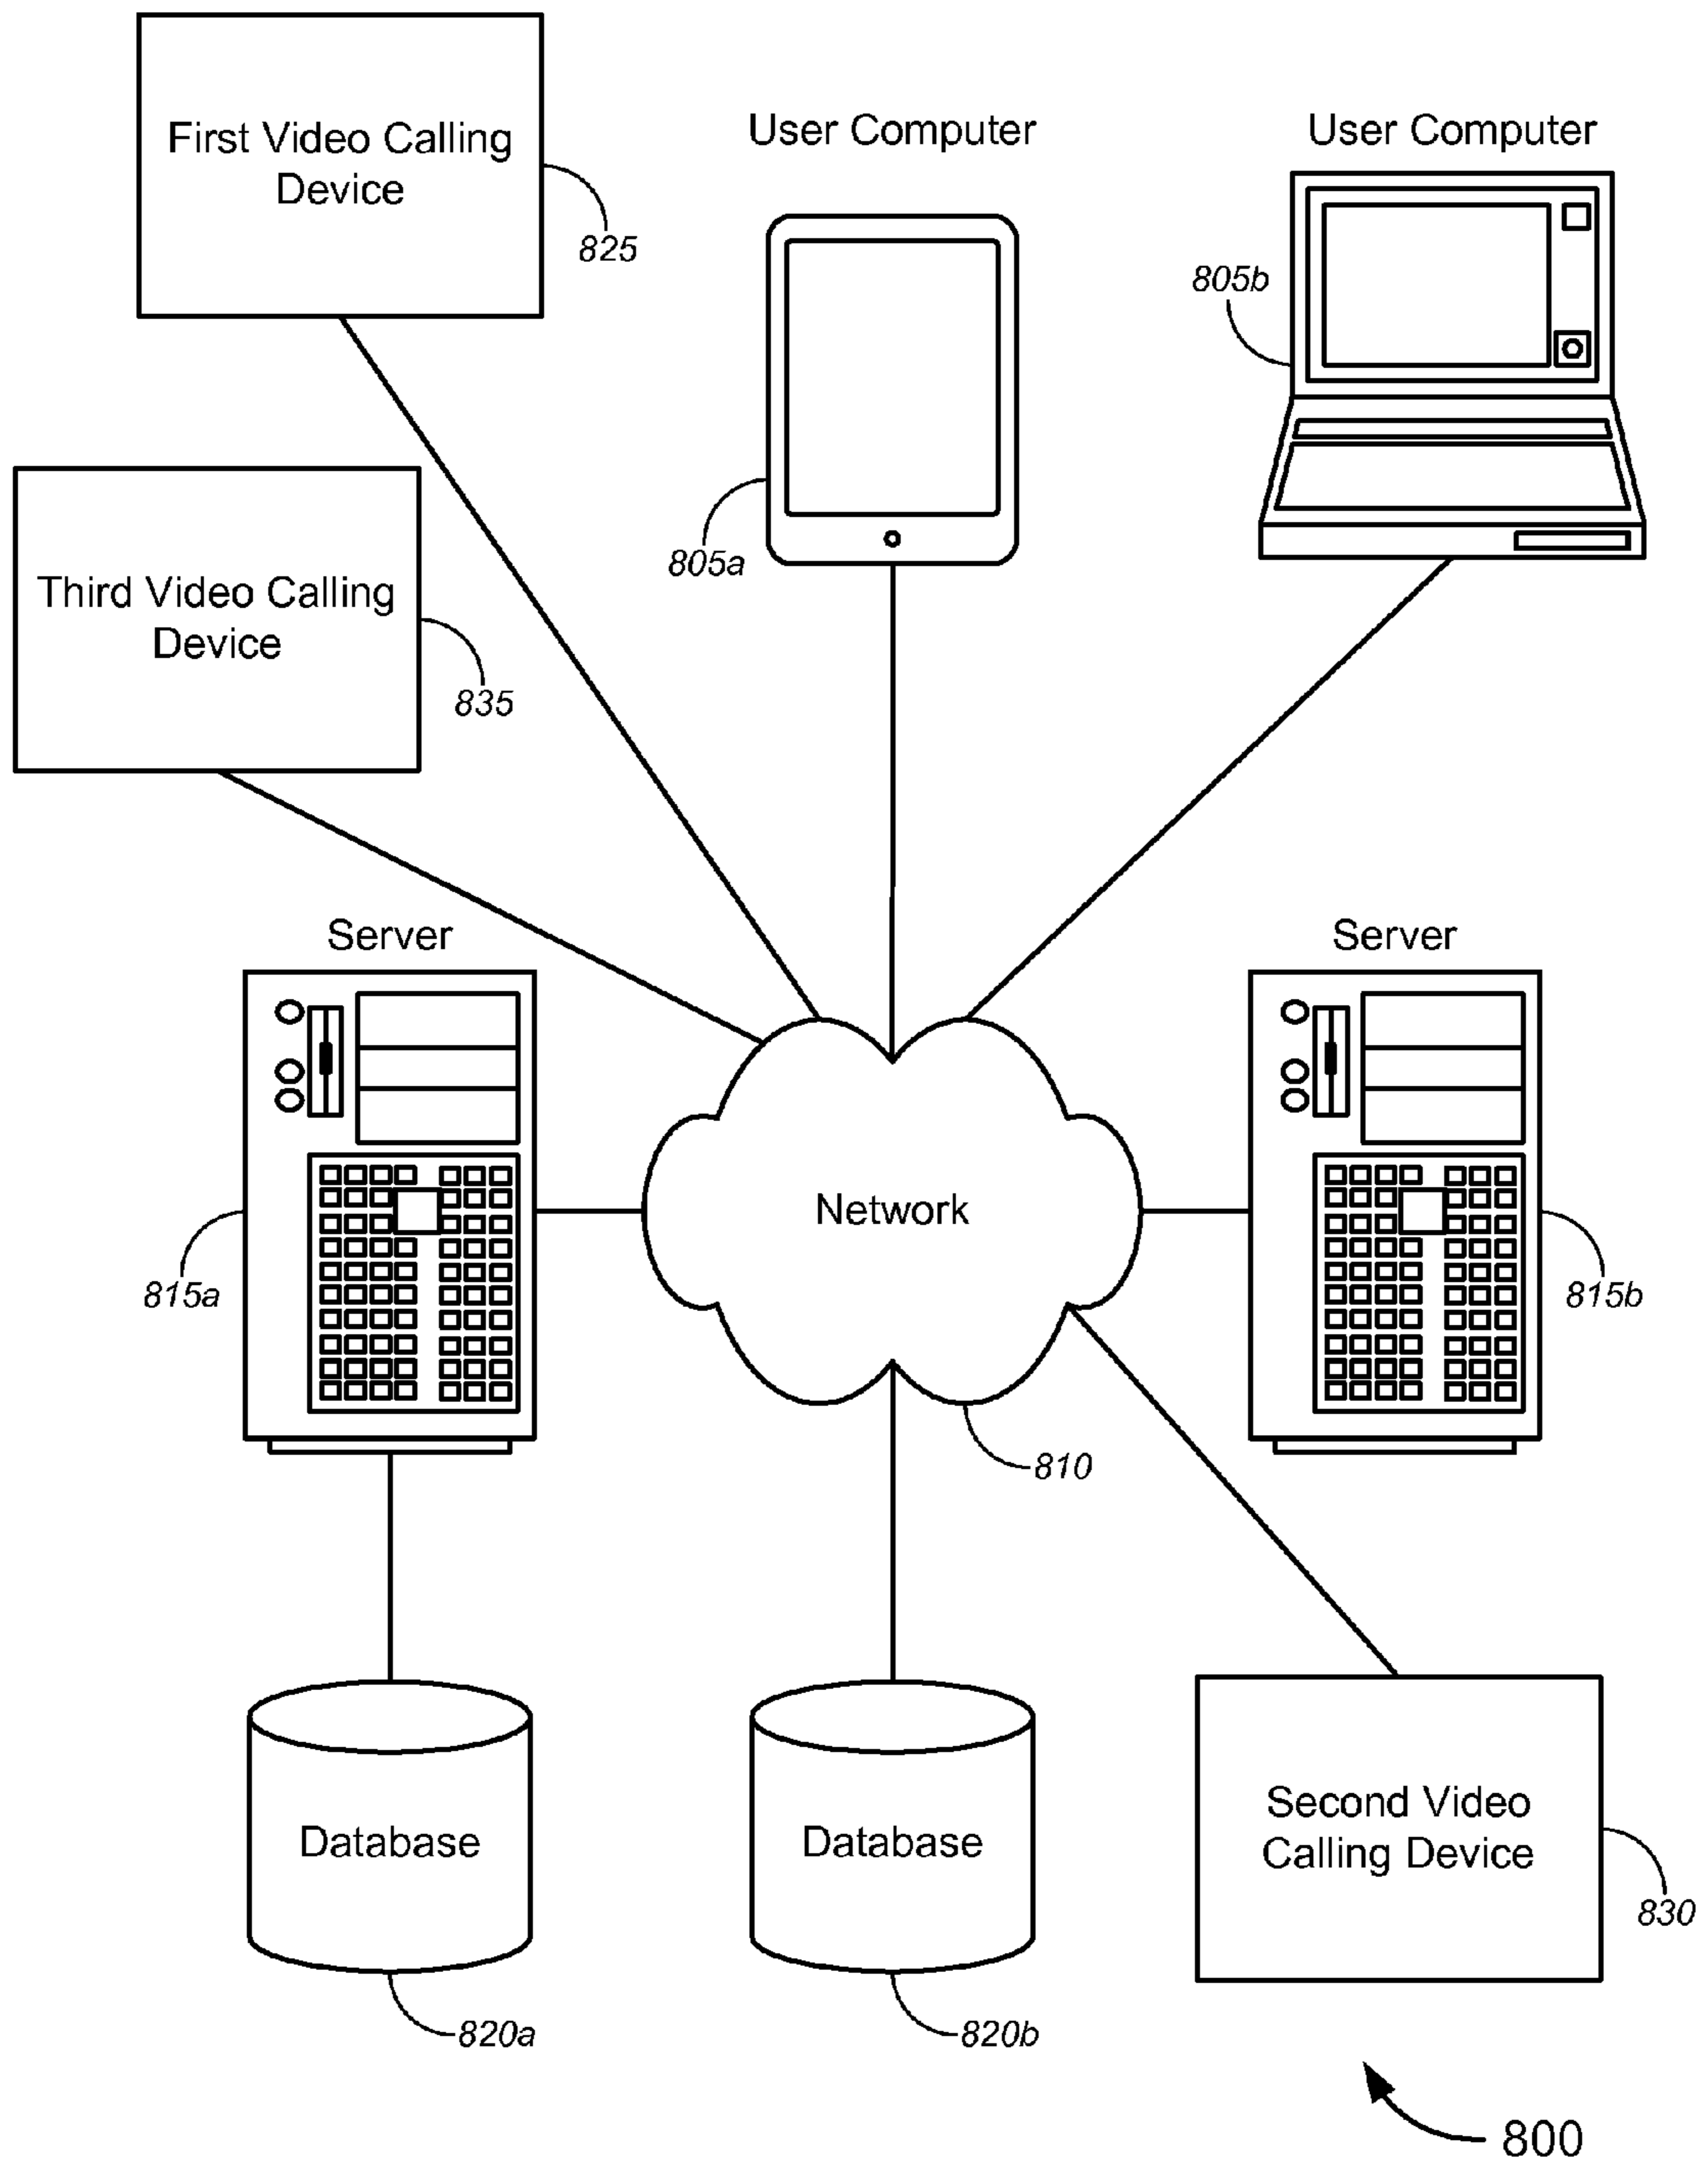 First Video Calling
Device
825
User Computer
User Computer
805b
805a
Third Video Calling
Device
835
Server
Server
Network
815a
815b
810
Database
Database
Second Video
Calling Device
830
820a
820b
800